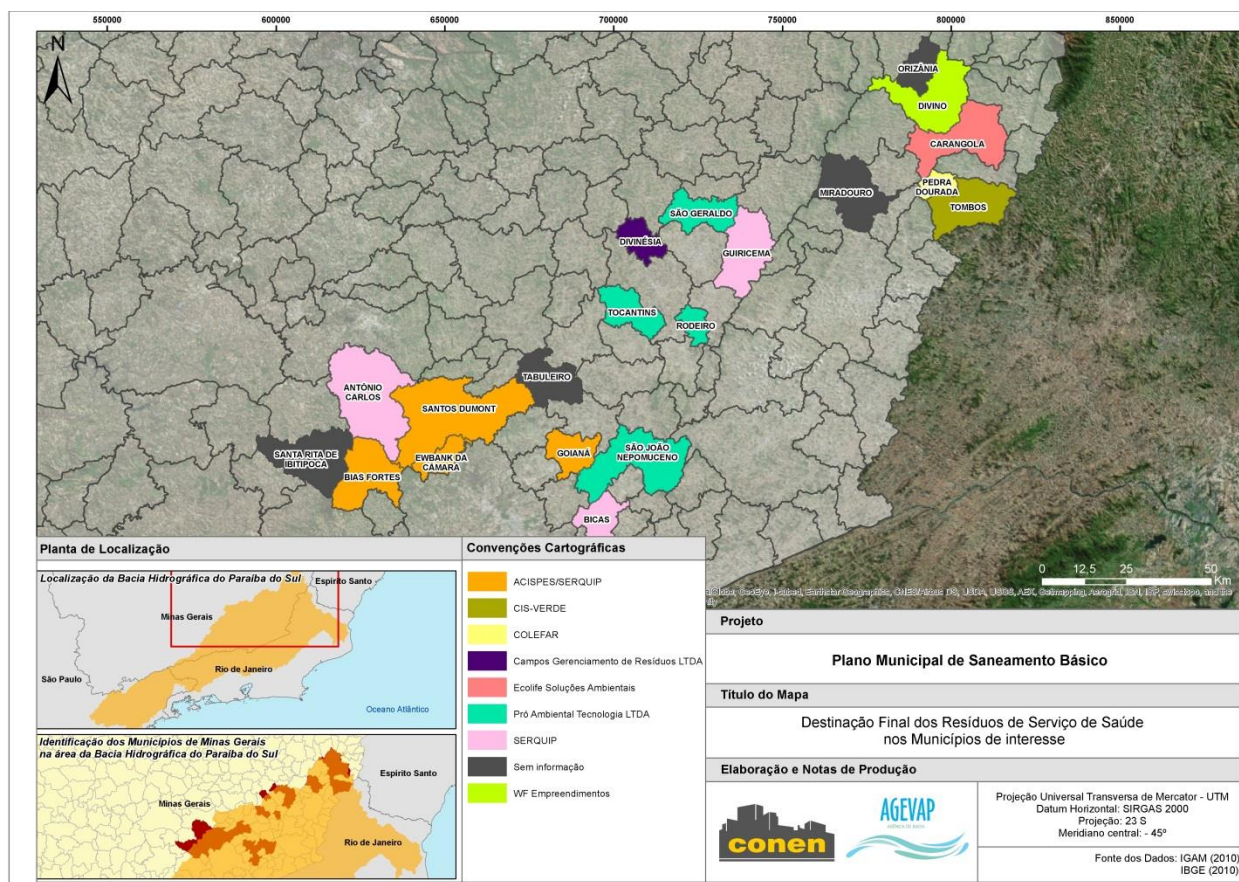 550000 600000 650000 700000 750000 800000 850000
N
ORIZÂNIA
DIVINO
CARANGOLA
PEDRA
DOURADA
MIRADOURO
TOMBOS
SÃO GERALDO
DIVINÉSIA
GUIRICEMA
TOCANTINS
RODEIRO
TABULEIRO
ANTÔNIO
CARLOS
SANTOS DUMONT
SANTA RITA DE
IBITIPOCA
EWBANK DA
CÂMARA
GOIANÁ
SÃO JOÃO
NEPOMUCENO
BIAS FORTES
BICAS
0 12,5 25 50
Km
Planta de Localização
Localização da Bacia Hidrográfica do Paraíba do Sul
Espírito Santo
Minas Gerais
Rio de Janeiro
São Paulo
Oceano Atlântico
Identificação dos Municípios de Minas Gerais
na área da Bacia Hidrográfica do Paraíba do Sul
Espírito Santo
Minas Gerais
Rio de Janeiro
Convenções Cartográficas
ACISPES/SERQUIP
CIS-VERDE
COLEFAR
Campos Gerenciamento de Resíduos LTDA
Ecolife Soluções Ambientais
Pró Ambiental Tecnologia LTDA
SERQUIP
Sem informação
WF Empreendimentos
Projeto
Plano Municipal de Saneamento Básico
Título do Mapa
Destinação Final dos Resíduos de Serviço de Saúde
nos Municípios de interesse
Elaboração e Notas de Produção
conen
AGEVAP
Projeção Universal Transversa de Mercator - UTM
Datum Horizontal: SIRGAS 2000
Projeção: 23 S
Meridiano central: - 45º
Fonte dos Dados: IGAM (2010)
IBGE (2010)